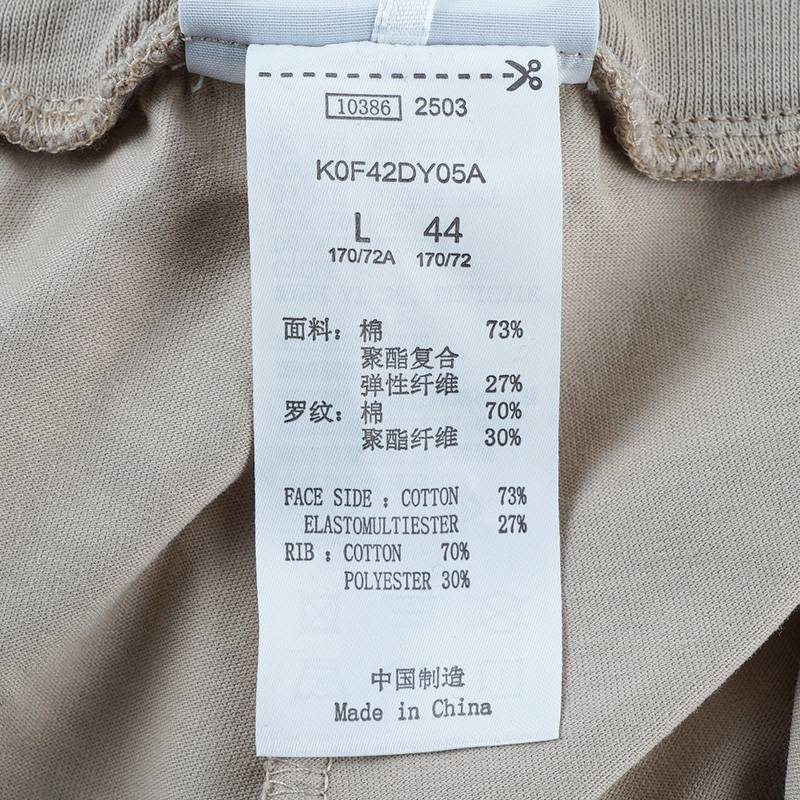 10386 2503
K0F42DY05A
L 44
170/72A 170/72
面料：棉 73%
聚酯复合
弹性纤维 27%
罗纹：棉 70%
聚酯纤维 30%
FACE SIDE : COTTON 73%
ELASTOMULTIESTER 27%
RIB : COTTON 70%
POLYESTER 30%
中国制造
Made in China